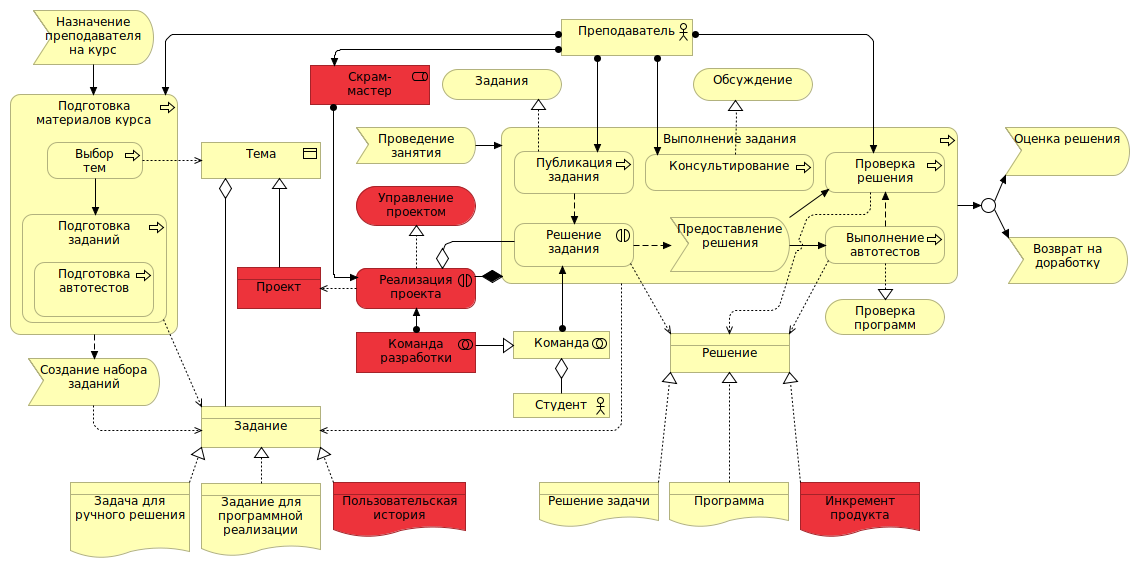 Назначение
преподавателя
на курс
Преподаватель
Скрам-
мастер
Задания
Обсуждение
Подготовка
материалов курса
Выбор
тем
Тема
Проведение
занятия
Выполнение задания
Оценка решения
Публикация
задания
Консультирование
Проверка
решения
Подготовка
заданий
Управление
проектом
Решение
задания
Предоставление
решения
Выполнение
автотестов
Возврат на
доработку
Подготовка
автотестов
Проект
Реализация
проекта
Проверка
программ
Команда
разработки
Команда
Решение
Создание набора
заданий
Студент
Задание
Задача для
ручного решения
Задание для
программной
реализации
Пользовательская
история
Решение задачи
Программа
Инкремент
продукта